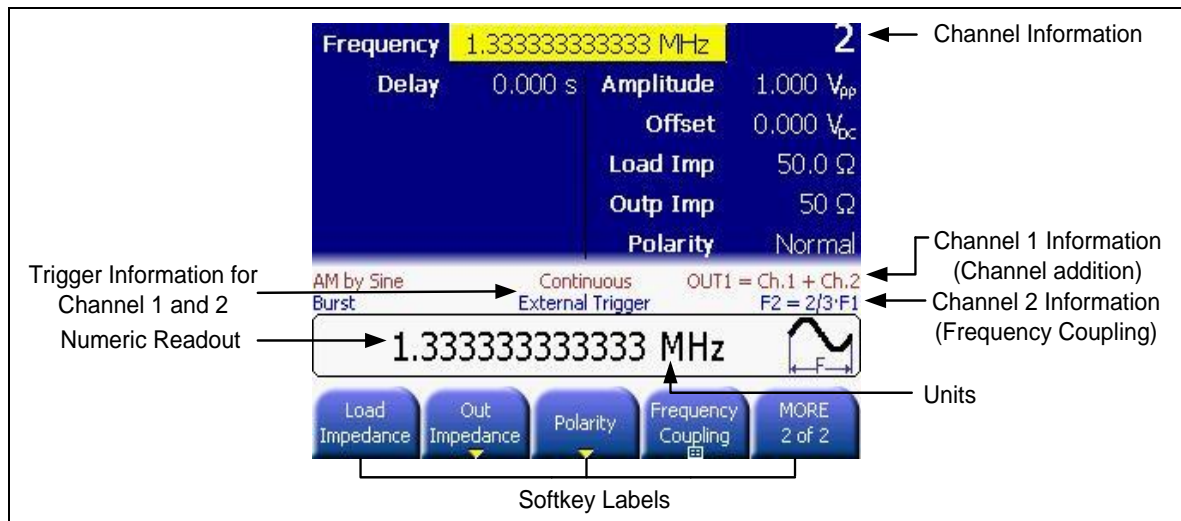 Frequency 1.333333333333 MHz 2
Channel Information
Delay 0.000 s Amplitude 1.000 Vpp
Offset 0.000 VDC
Load Imp 50.0 Ω
Outp Imp 50 Ω
Polarity Normal
Channel 1 Information
(Channel addition)
Trigger Information for
Channel 1 and 2
AM by Sine Continuous OUT1 = Ch.1 + Ch.2
Burst External Trigger F2 = 2/3·F1
Channel 2 Information
(Frequency Coupling)
Numeric Readout
1.333333333333 MHz
F
Units
Load
Impedance
Out
Impedance
Polarity
Frequency
Coupling
MORE
2 of 2
Softkey Labels